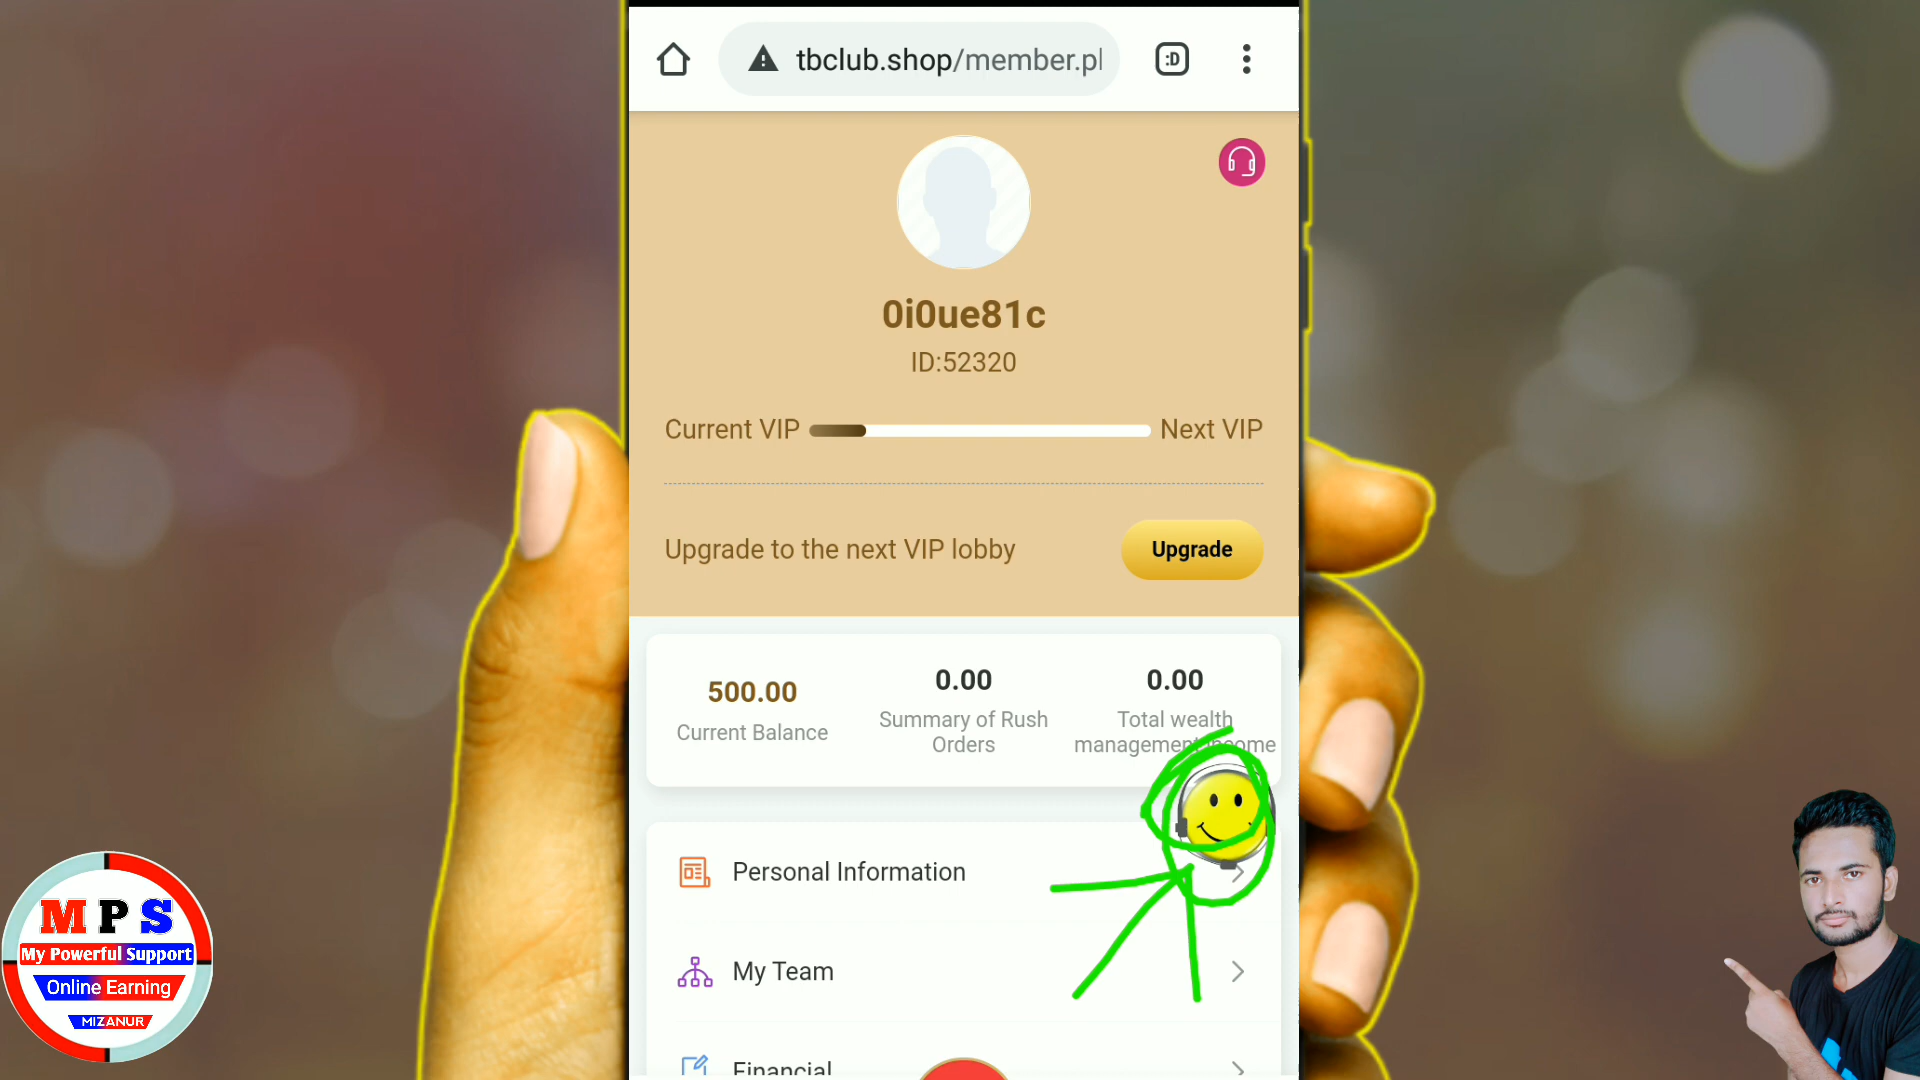 tbclub.shop/member.pl
:D
0i0ue81c
ID:52320
Current VIP
Next VIP
Upgrade to the next VIP lobby
Upgrade
500.00
Current Balance
0.00
Summary of Rush
Orders
0.00
Total wealth
management income
Personal Information
My Team
Financial
MPS
My Powerful Support
Online Earning
MIZANUR